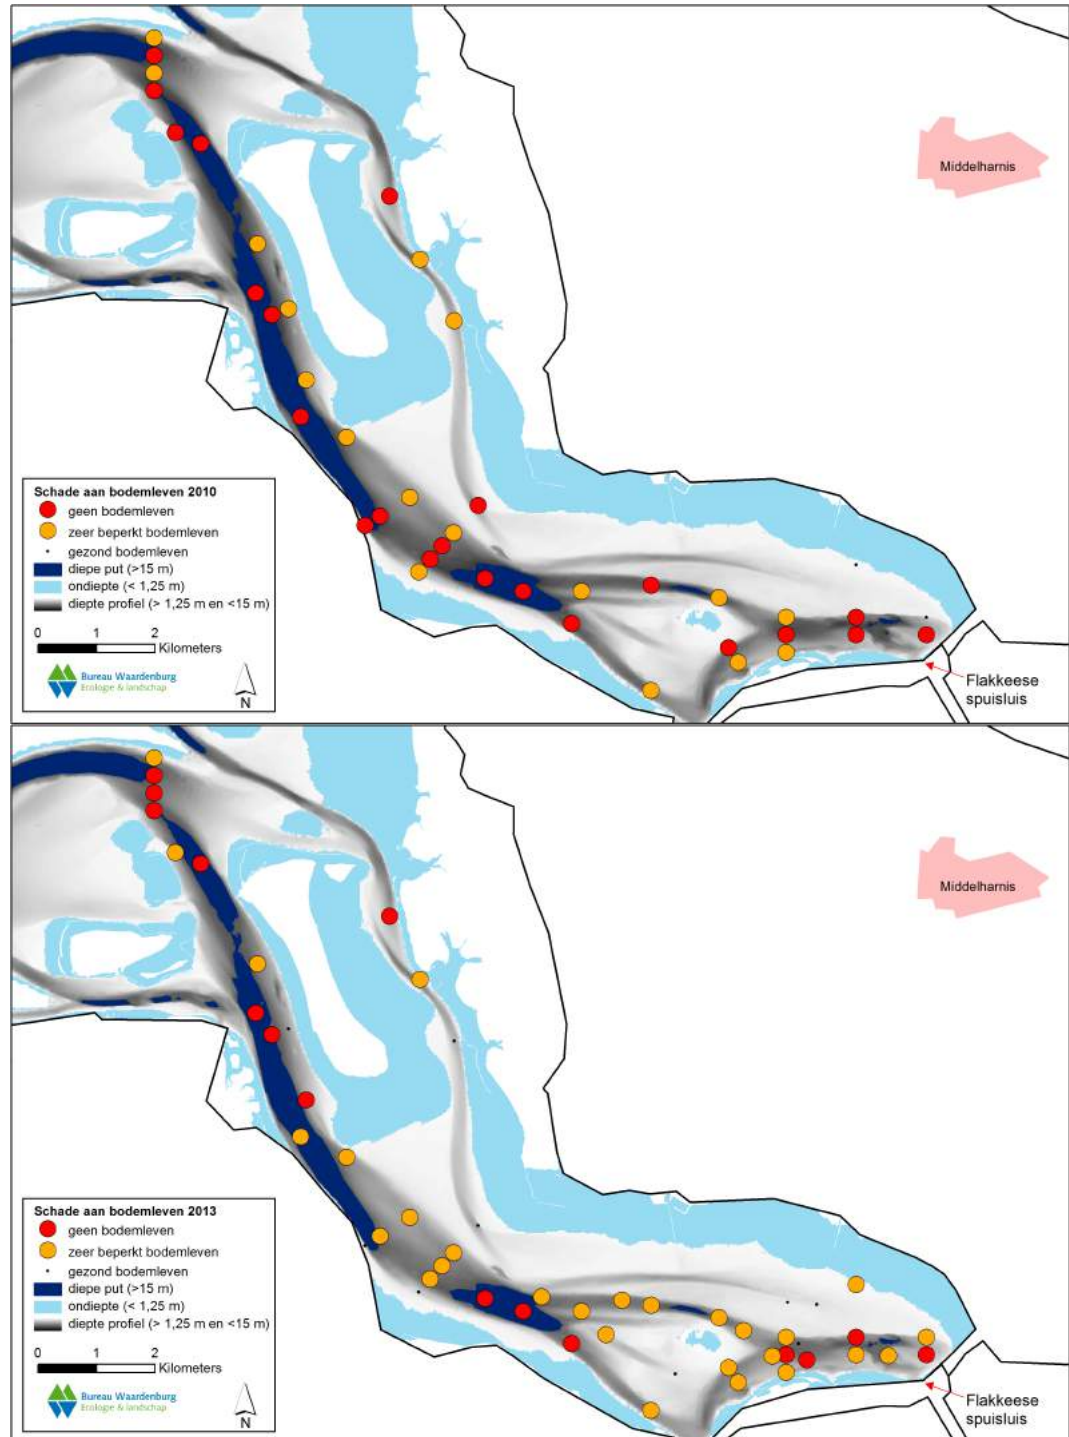 Middelharnis
Schade aan bodemleven 2010
geen bodemleven
zeer beperkt bodemleven
gezond bodemleven
diepe put (>15 m)
ondiepte (< 1,25 m)
diepte profiel (> 1,25 m en <15 m)
0 1 2
Kilometers
Bureau Waardenburg
Ecologie & landschap
N
Flakkeese
spuisluis
Middelharnis
Schade aan bodemleven 2013
geen bodemleven
zeer beperkt bodemleven
gezond bodemleven
diepe put (>15 m)
ondiepte (< 1,25 m)
diepte profiel (> 1,25 m en <15 m)
0 1 2
Kilometers
Bureau Waardenburg
Ecologie & landschap
N
Flakkeese
spuisluis